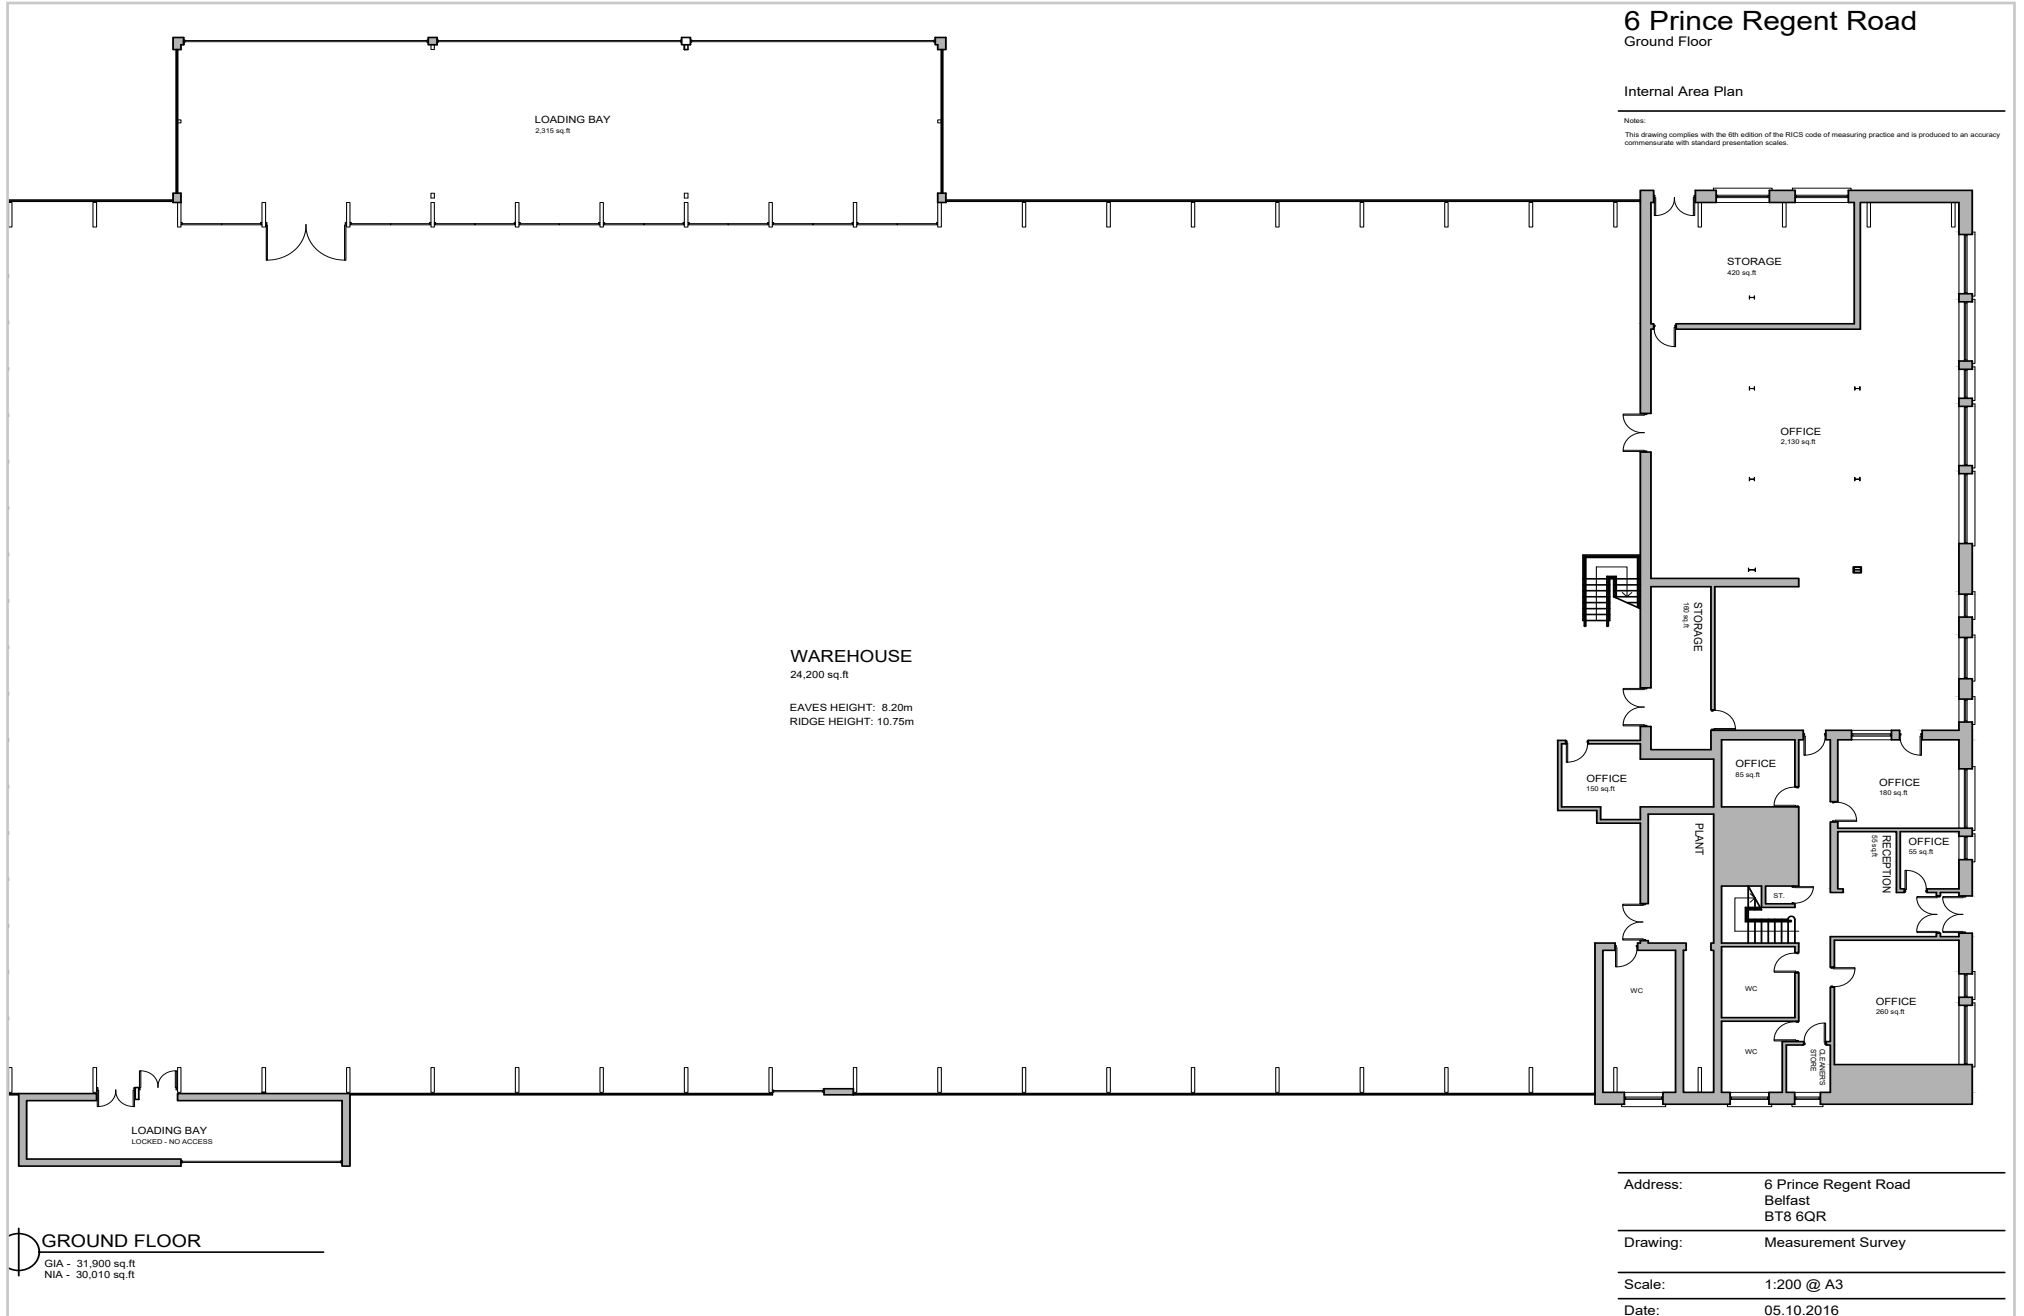 6 Prince Regent Road
Ground Floor
Internal Area Plan
Notes:
This drawing complies with the 6th edition of the RICS code of measuring practice and is produced to an accuracy
commensurate with standard presentation scales.
LOADING BAY
2,315 sq.ft
STORAGE
420 sq.ft
OFFICE
2,130 sq.ft
STORAGE
160 sq.ft
WAREHOUSE
24,200 sq.ft
EAVES HEIGHT: 8.20m
RIDGE HEIGHT: 10.75m
OFFICE
150 sq.ft
OFFICE
85 sq.ft
OFFICE
180 sq.ft
PLANT
RECEPTION
55 sq.ft
OFFICE
55 sq.ft
ST.
WC
WC
OFFICE
260 sq.ft
WC
CLEANER'S
STORE
LOADING BAY
LOCKED - NO ACCESS
GROUND FLOOR
GIA - 31,900 sq.ft
NIA - 30,010 sq.ft
Address: 6 Prince Regent Road
Belfast
BT8 6QR
Drawing: Measurement Survey
Scale: 1:200 @ A3
Date: 05.10.2016